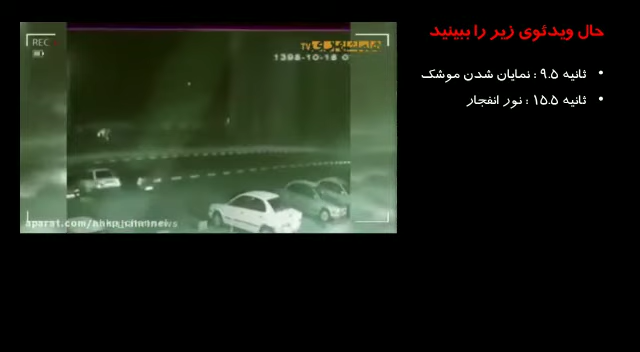 حال ویدئوی زیر را ببینید
• ثانیه ۹.۵ : نمایان شدن موشک
• ثانیه ۱۵.۵ : نور انفجار
REC
TV
1398-10-18
aparat.com/